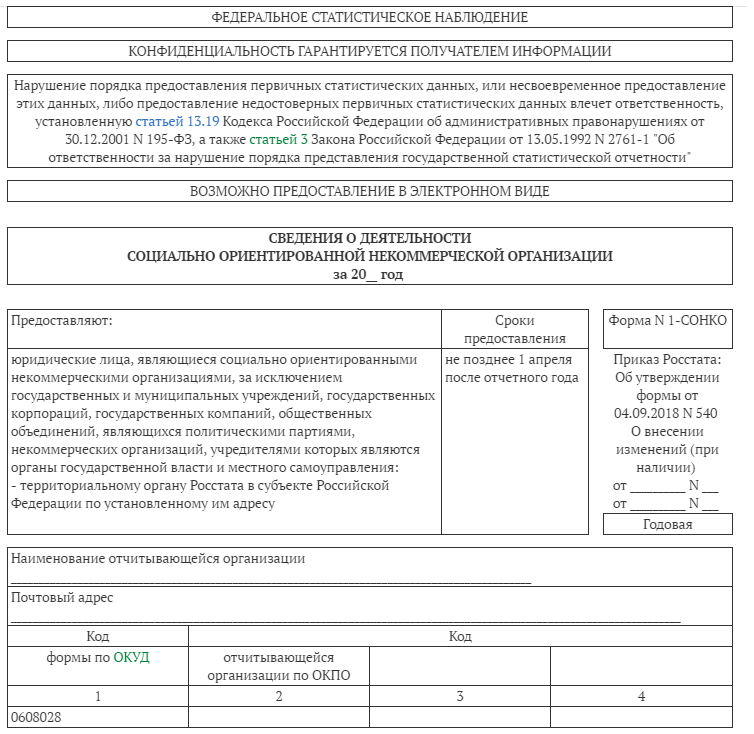 ФЕДЕРАЛЬНОЕ СТАТИСТИЧЕСКОЕ НАБЛЮДЕНИЕ
КОНФИДЕНЦИАЛЬНОСТЬ ГАРАНТИРУЕТСЯ ПОЛУЧАТЕЛЕМ ИНФОРМАЦИИ
Нарушение порядка предоставления первичных статистических данных, или несвоевременное предоставление
этих данных, либо предоставление недостоверных первичных статистических данных влечет ответственность,
установленную статьей 13.19 Кодекса Российской Федерации об административных правонарушениях от
30.12.2001 N 195-ФЗ, а также статьей 3 Закона Российской Федерации от 13.05.1992 N 2761-1 "Об
ответственности за нарушение порядка представления государственной статистической отчетности"
ВОЗМОЖНО ПРЕДОСТАВЛЕНИЕ В ЭЛЕКТРОННОМ ВИДЕ
СВЕДЕНИЯ О ДЕЯТЕЛЬНОСТИ
СОЦИАЛЬНО ОРИЕНТИРОВАННОЙ НЕКОММЕРЧЕСКОЙ ОРГАНИЗАЦИИ
за 20__ год
Предоставляют:
Сроки
предоставления
юридические лица, являющиеся социально ориентированными
некоммерческими организациями, за исключением
государственных и муниципальных учреждений, государственных
корпораций, государственных компаний, общественных
объединений, являющихся политическими партиями,
некоммерческих организаций, учредителями которых являются
органы государственной власти и местного самоуправления:
- территориальному органу Росстата в субъекте Российской
Федерации по установленному им адресу
не позднее 1 апреля
после отчетного года
Форма N 1-СОНКО
Приказ Росстата:
Об утверждении
формы от
04.09.2018 N 540
О внесении
изменений (при
наличии)
от __________ N ___
от __________ N ___
Годовая
Наименование отчитывающейся организации
Почтовый адрес
Код
Код
формы по ОКУД
отчитывающейся
организации по ОКПО
1
2
3
4
0608028